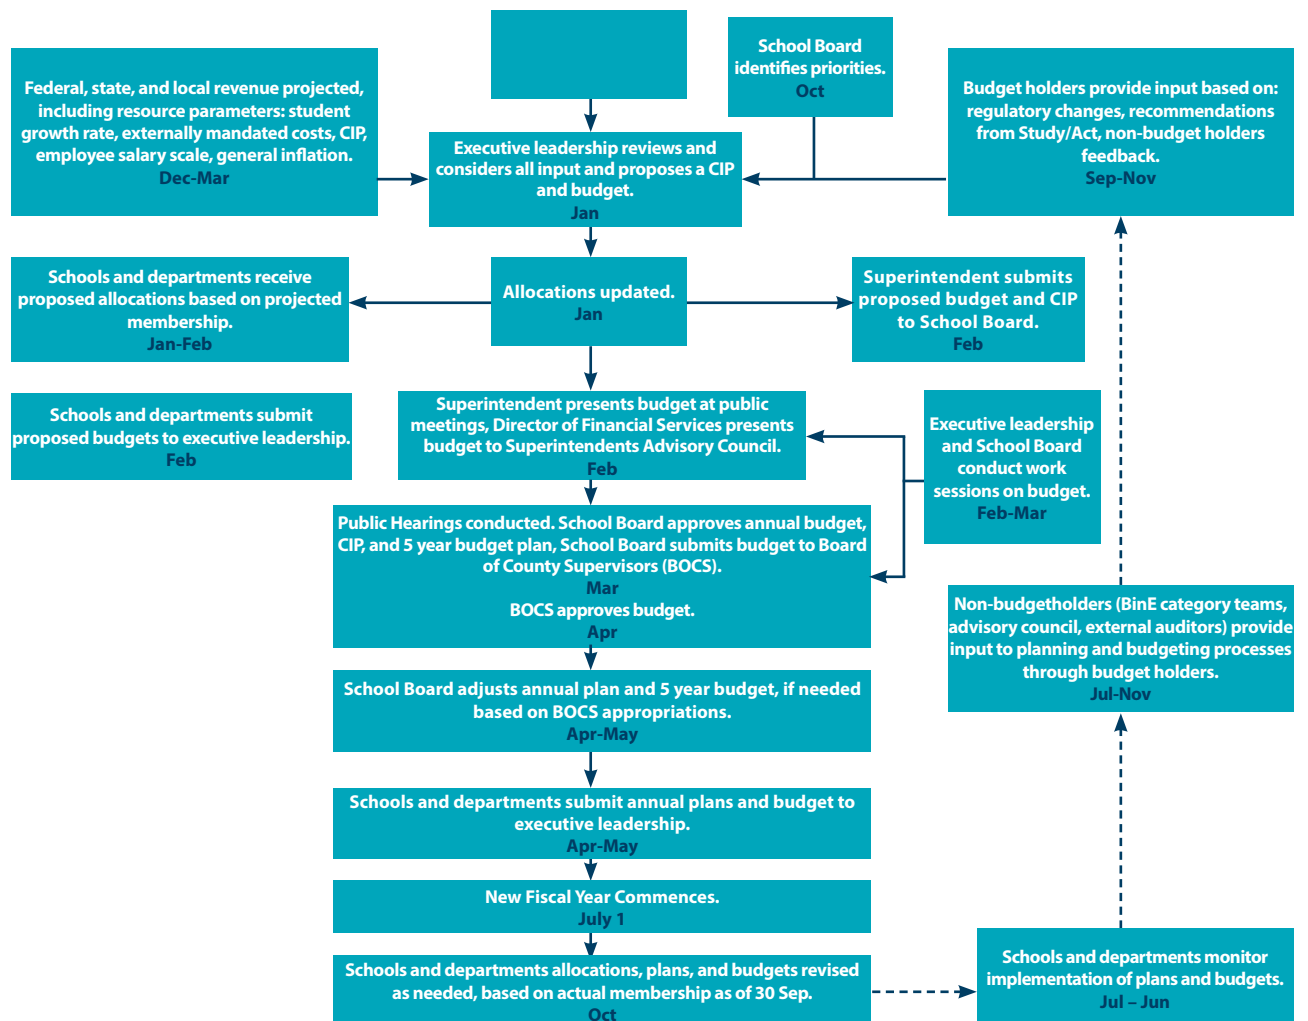 School Board
identifies priorities.
Oct
Federal, state, and local revenue projected,
including resource parameters: student
growth rate, externally mandated costs, CIP,
employee salary scale, general inflation.
Dec-Mar
Budget holders provide input based on:
regulatory changes, recommendations
from Study/Act, non-budget holders
feedback.
Sep-Nov
Executive leadership reviews and
considers all input and proposes a CIP
and budget.
Jan
Schools and departments receive
proposed allocations based on projected
membership.
Jan-Feb
Allocations updated.
Jan
Superintendent submits
proposed budget and CIP
to School Board.
Feb
Schools and departments submit
proposed budgets to executive leadership.
Feb
Superintendent presents budget at public
meetings, Director of Financial Services presents
budget to Superintendents Advisory Council.
Feb
Executive leadership
and School Board
conduct work
sessions on budget.
Feb-Mar
Public Hearings conducted. School Board approves annual budget,
CIP, and 5 year budget plan, School Board submits budget to Board
of County Supervisors (BOCS).
Mar
BOCS approves budget.
Apr
Non-budgetholders (BinE category teams,
advisory council, external auditors) provide
input to planning and budgeting processes
through budget holders.
Jul-Nov
School Board adjusts annual plan and 5 year budget, if needed
based on BOCS appropriations.
Apr-May
Schools and departments submit annual plans and budget to
executive leadership.
Apr-May
New Fiscal Year Commences.
July 1
Schools and departments allocations, plans, and budgets revised
as needed, based on actual membership as of 30 Sep.
Oct
Schools and departments monitor
implementation of plans and budgets.
Jul – Jun